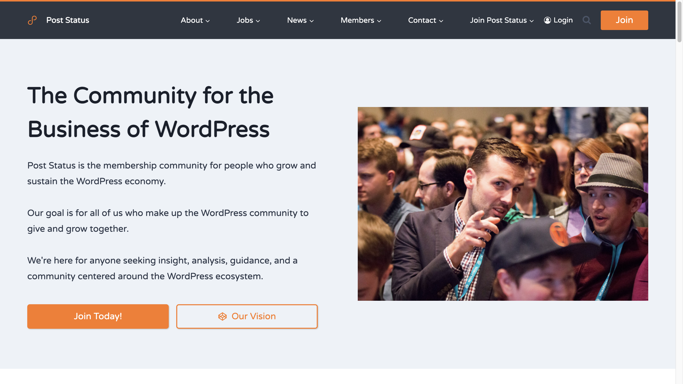 Post Status
About
Jobs
News
Members
Contact
Join Post Status
Login
Join
The Community for the
Business of WordPress
Post Status is the membership community for people who grow and
sustain the WordPress economy.
Our goal is for all of us who make up the WordPress community to
give and grow together.
We're here for anyone seeking insight, analysis, guidance, and a
community centered around the WordPress ecosystem.
Join Today!
Our Vision